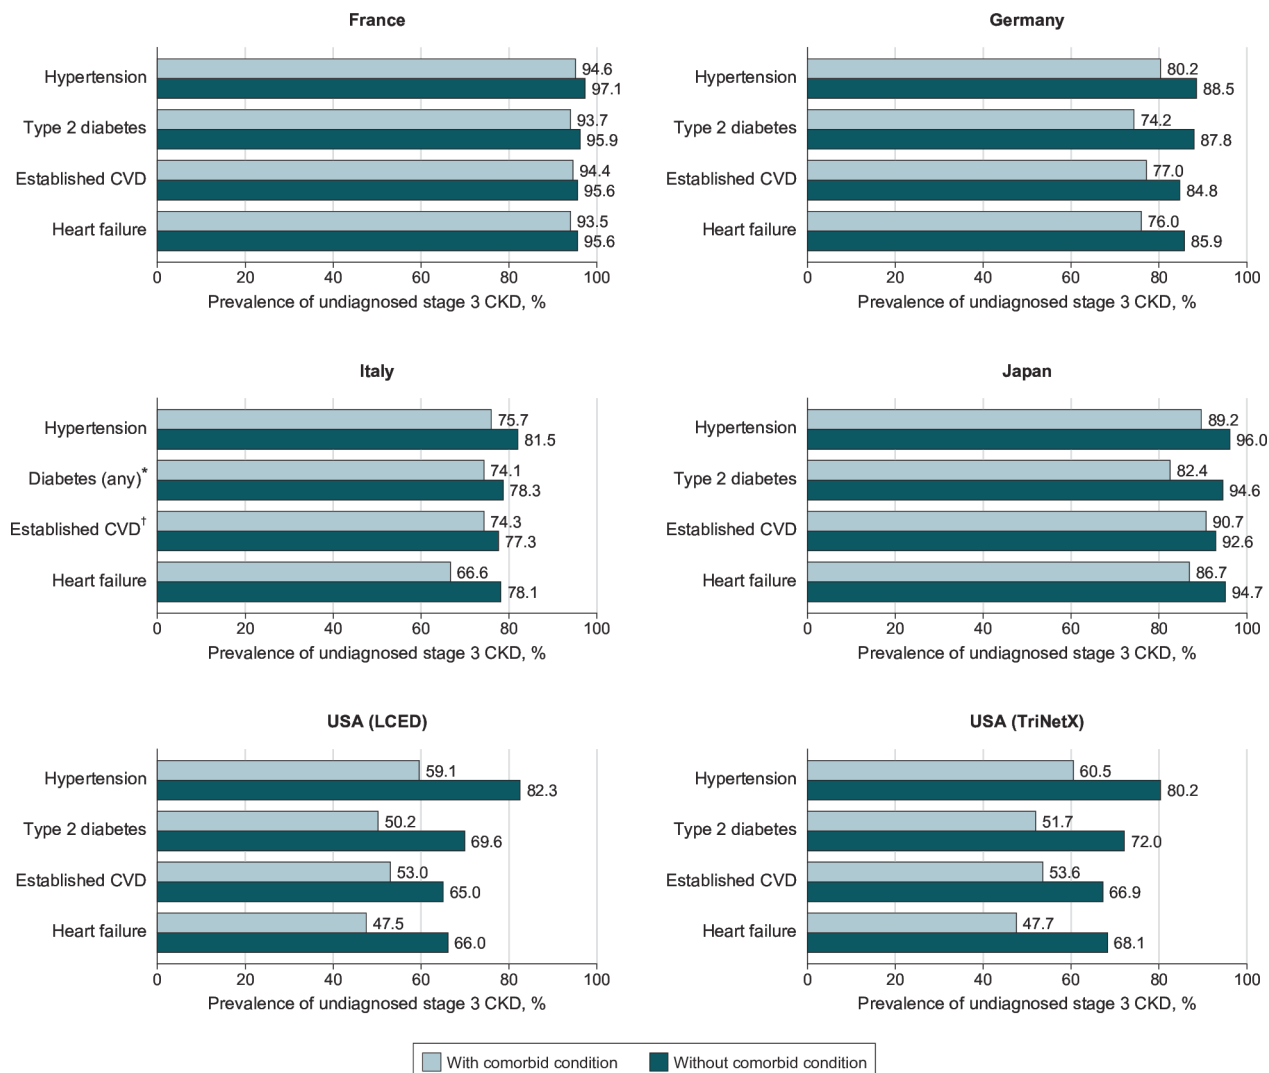 France
Hypertension 94.6
97.1
Type 2 diabetes 93.7
95.9
Established CVD 94.4
95.6
Heart failure 93.5
95.6
0 20 40 60 80 100
Prevalence of undiagnosed stage 3 CKD, %
Germany
Hypertension 80.2
88.5
Type 2 diabetes 74.2
87.8
Established CVD 77.0
84.8
Heart failure 76.0
85.9
0 20 40 60 80 100
Prevalence of undiagnosed stage 3 CKD, %
Italy
Hypertension 75.7
81.5
Diabetes (any)* 74.1
78.3
Established CVD† 74.3
77.3
Heart failure 66.6
78.1
0 20 40 60 80 100
Prevalence of undiagnosed stage 3 CKD, %
Japan
Hypertension 89.2
96.0
Type 2 diabetes 82.4
94.6
Established CVD 90.7
92.6
Heart failure 86.7
94.7
0 20 40 60 80 100
Prevalence of undiagnosed stage 3 CKD, %
USA (LCED)
Hypertension 59.1
82.3
Type 2 diabetes 50.2
69.6
Established CVD 53.0
65.0
Heart failure 47.5
66.0
0 20 40 60 80 100
Prevalence of undiagnosed stage 3 CKD, %
USA (TriNetX)
Hypertension 60.5
80.2
Type 2 diabetes 51.7
72.0
Established CVD 53.6
66.9
Heart failure 47.7
68.1
0 20 40 60 80 100
Prevalence of undiagnosed stage 3 CKD, %
With comorbid condition Without comorbid condition